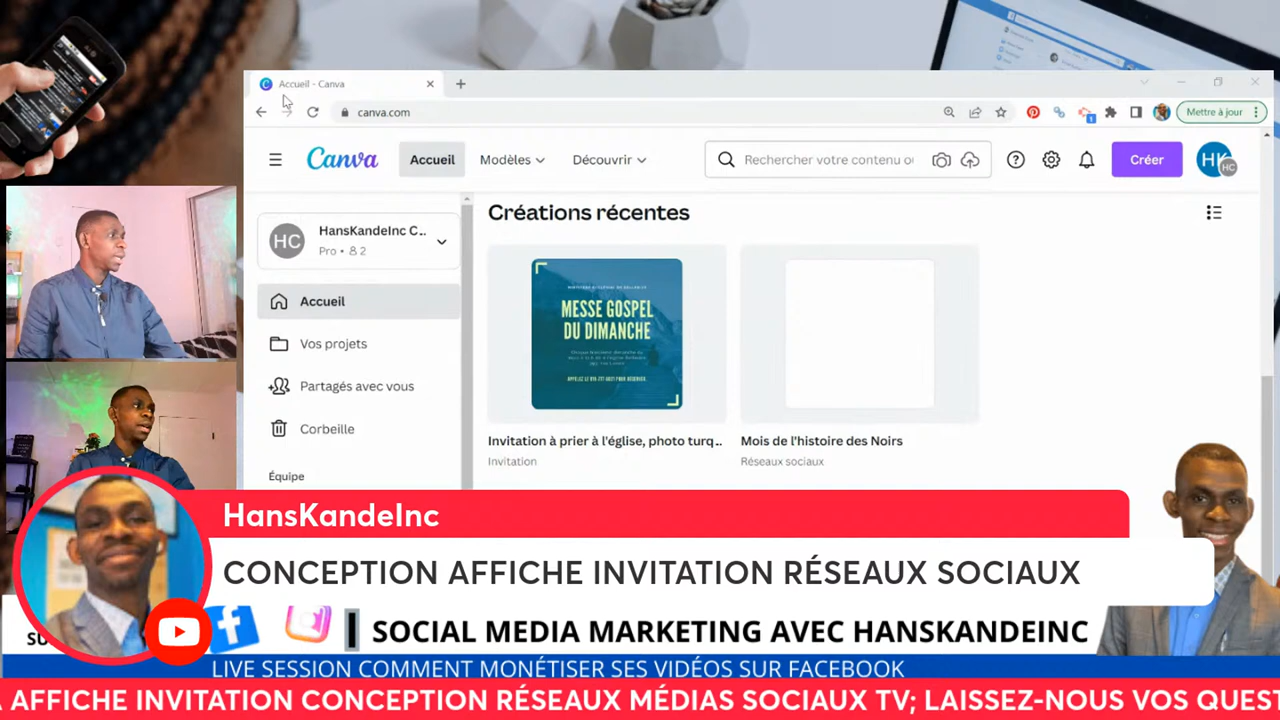 Accueil - Canva
canva.com
Mettre à jour
Canva
Accueil
Modèles
Découvrir
Rechercher votre contenu o
Créer
HK
HC
HC
HansKandeInc C...
Pro • 2
Accueil
Vos projets
Partagés avec vous
Corbeille
Équipe
Créations récentes
MESSE GOSPEL
DU DIMANCHE
Invitation à prier à l'église, photo turq...
Invitation
Mois de l'histoire des Noirs
Réseaux sociaux
HansKandeInc
CONCEPTION AFFICHE INVITATION RÉSEAUX SOCIAUX
SU
SOCIAL MEDIA MARKETING AVEC HANSKANDEINC
LIVE SESSION COMMENT MONÉTISER SES VIDÉOS SUR FACEBOOK
A AFFICHE INVITATION CONCEPTION RÉSEAUX MÉDIAS SOCIAUX TV; LAISSEZ-NOUS VOS QUEST